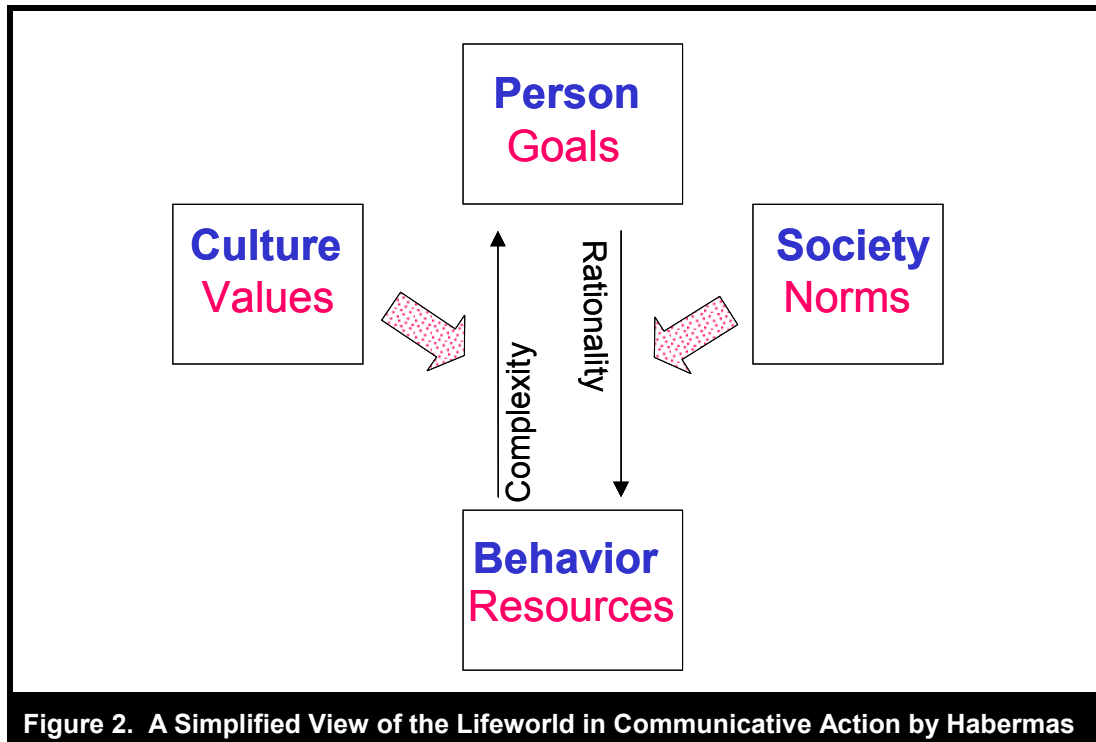 Person
Goals
Culture
Values
Society
Norms
Complexity
Rationality
Behavior
Resources
Figure 2. A Simplified View of the Lifeworld in Communicative Action by Habermas